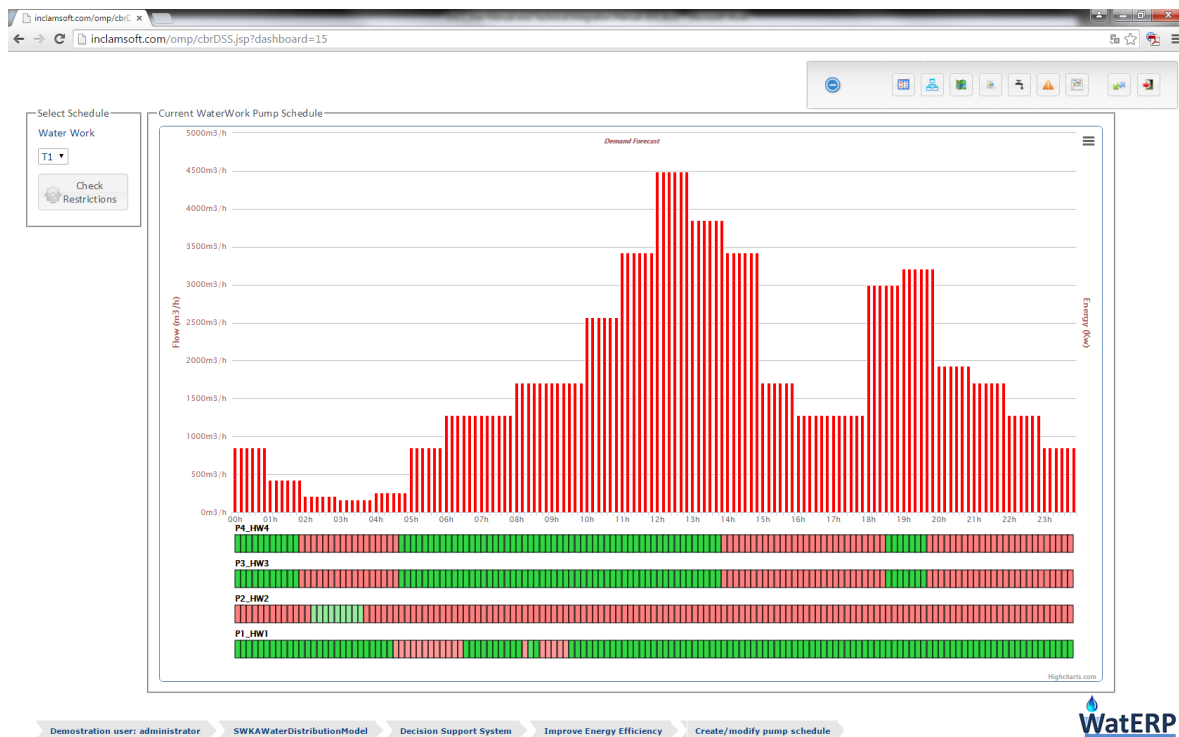 inclamsoft.com/omp/cbrD
inclamsoft.com/omp/cbrDSS.jsp?dashboard=15
Select Schedule
Water Work
T1
Check
Restrictions
Current WaterWork Pump Schedule
Demand Forecast
5000m3/h
4500m3/h
4000m3/h
3500m3/h
3000m3/h
2500m3/h
2000m3/h
1500m3/h
1000m3/h
500m3/h
0m3/h
Flow (m3/h)
Energy (Kw)
00h 01h 02h 03h 04h 05h 06h 07h 08h 09h 10h 11h 12h 13h 14h 15h 16h 17h 18h 19h 20h 21h 22h 23h
P4_HW4
P3_HW3
P2_HW2
P1_HW1
Highcharts.com
Demostration user: administrator SWKAWaterDistributionModel Decision Support System Improve Energy Efficiency Create/modify pump schedule
WatERP